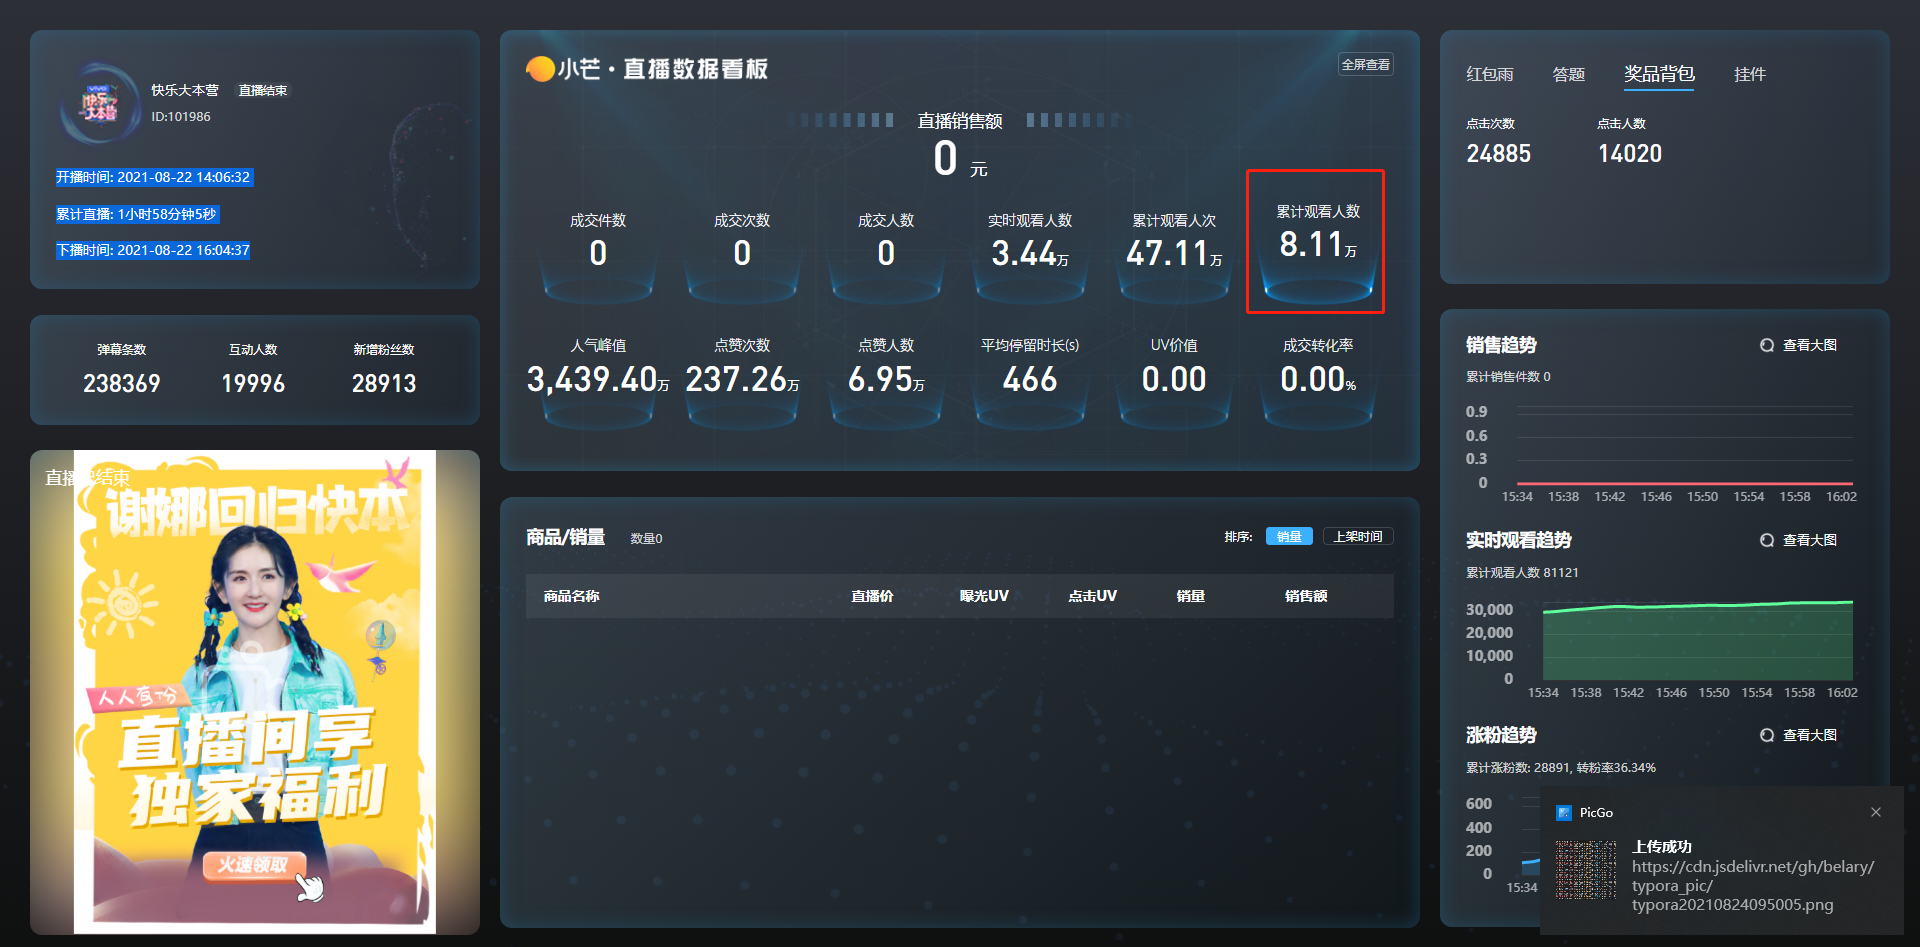 vivo
快乐大本营
快乐大本营 直播结束
ID:101986
开播时间: 2021-08-22 14:06:32
累计直播: 1小时58分钟5秒
下播时间: 2021-08-22 16:04:37
弹幕条数 互动人数 新增粉丝数
238369 19996 28913
谢娜回归快本
人人有份
直播间享
独家福利
火速领取
小芒·直播数据看板
全屏查看
直播销售额
0 元
成交件数 成交次数 成交人数 实时观看人数 累计观看人次 累计观看人数
0 0 0 3.44万 47.11万 8.11万
人气峰值 点赞次数 点赞人数 平均停留时长(s) UV价值 成交转化率
3,439.40万 237.26万 6.95万 466 0.00 0.00%
商品/销量 数量0 排序: 销量 上架时间
商品名称 直播价 曝光UV 点击UV 销量 销售额
红包雨 答题 奖品背包 挂件
点击次数 点击人数
24885 14020
销售趋势 查看大图
累计销售件数 0
0.9
0.6
0.3
0
15:34 15:38 15:42 15:46 15:50 15:54 15:58 16:02
实时观看趋势 查看大图
累计观看人数 81121
30,000
20,000
10,000
0
15:34 15:38 15:42 15:46 15:50 15:54 15:58 16:02
涨粉趋势 查看大图
累计涨粉数: 28891, 转粉率36.34%
600
400
200
0
15:34
PicGo
上传成功
https://cdn.jsdelivr.net/gh/belary/
typora_pic/
typora20210824095005.png